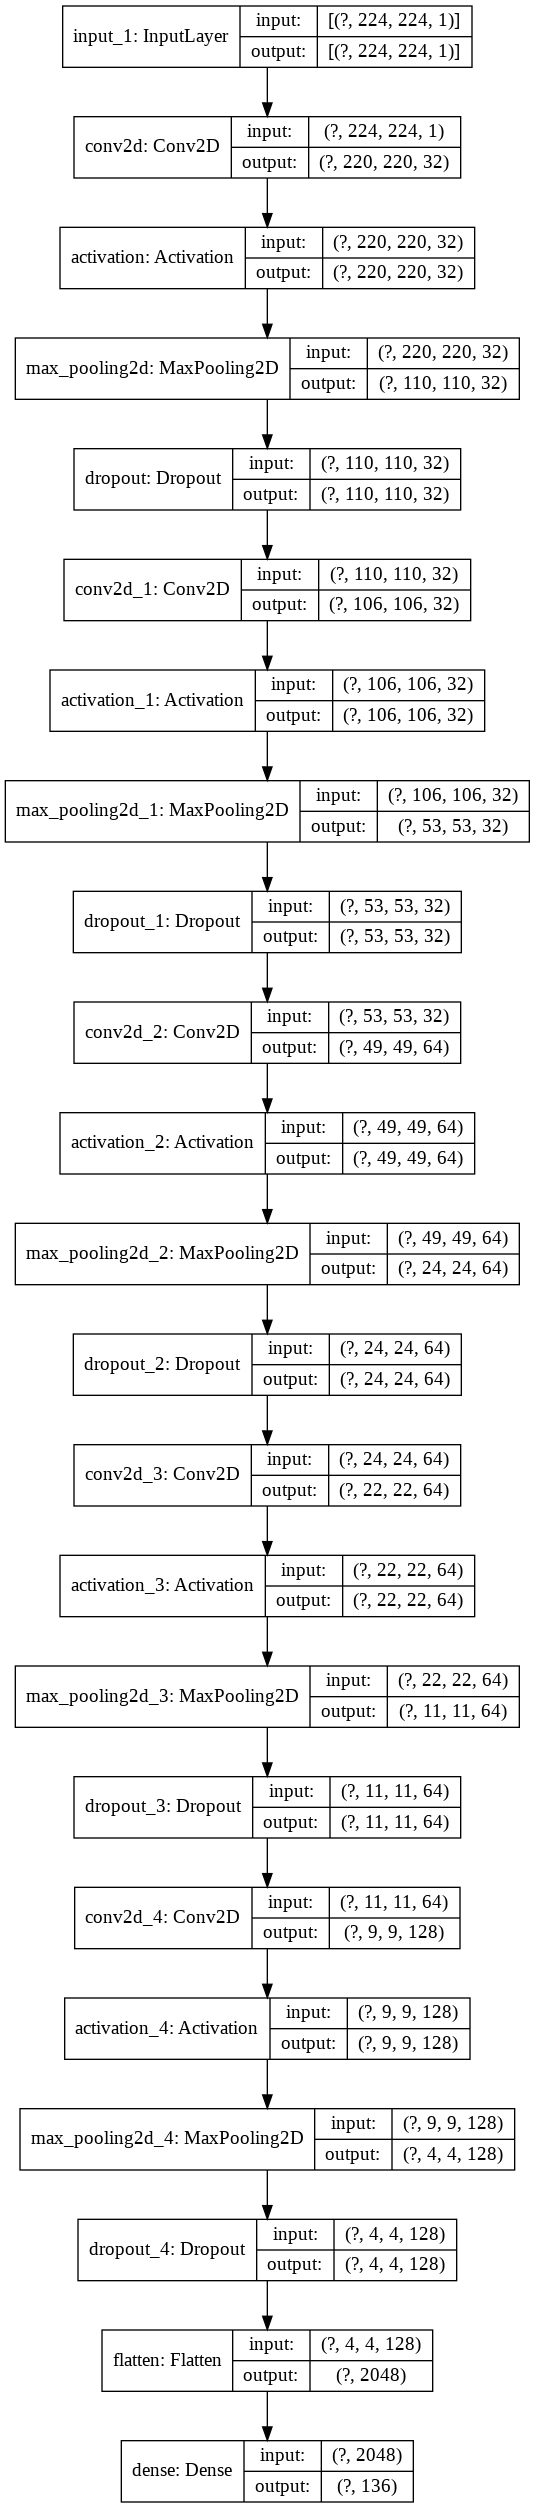 input_1: InputLayer
input: [(?, 224, 224, 1)]
output: [(?, 224, 224, 1)]
conv2d: Conv2D
input: (?, 224, 224, 1)
output: (?, 220, 220, 32)
activation: Activation
input: (?, 220, 220, 32)
output: (?, 220, 220, 32)
max_pooling2d: MaxPooling2D
input: (?, 220, 220, 32)
output: (?, 110, 110, 32)
dropout: Dropout
input: (?, 110, 110, 32)
output: (?, 110, 110, 32)
conv2d_1: Conv2D
input: (?, 110, 110, 32)
output: (?, 106, 106, 32)
activation_1: Activation
input: (?, 106, 106, 32)
output: (?, 106, 106, 32)
max_pooling2d_1: MaxPooling2D
input: (?, 106, 106, 32)
output: (?, 53, 53, 32)
dropout_1: Dropout
input: (?, 53, 53, 32)
output: (?, 53, 53, 32)
conv2d_2: Conv2D
input: (?, 53, 53, 32)
output: (?, 49, 49, 64)
activation_2: Activation
input: (?, 49, 49, 64)
output: (?, 49, 49, 64)
max_pooling2d_2: MaxPooling2D
input: (?, 49, 49, 64)
output: (?, 24, 24, 64)
dropout_2: Dropout
input: (?, 24, 24, 64)
output: (?, 24, 24, 64)
conv2d_3: Conv2D
input: (?, 24, 24, 64)
output: (?, 22, 22, 64)
activation_3: Activation
input: (?, 22, 22, 64)
output: (?, 22, 22, 64)
max_pooling2d_3: MaxPooling2D
input: (?, 22, 22, 64)
output: (?, 11, 11, 64)
dropout_3: Dropout
input: (?, 11, 11, 64)
output: (?, 11, 11, 64)
conv2d_4: Conv2D
input: (?, 11, 11, 64)
output: (?, 9, 9, 128)
activation_4: Activation
input: (?, 9, 9, 128)
output: (?, 9, 9, 128)
max_pooling2d_4: MaxPooling2D
input: (?, 9, 9, 128)
output: (?, 4, 4, 128)
dropout_4: Dropout
input: (?, 4, 4, 128)
output: (?, 4, 4, 128)
flatten: Flatten
input: (?, 4, 4, 128)
output: (?, 2048)
dense: Dense
input: (?, 2048)
output: (?, 136)